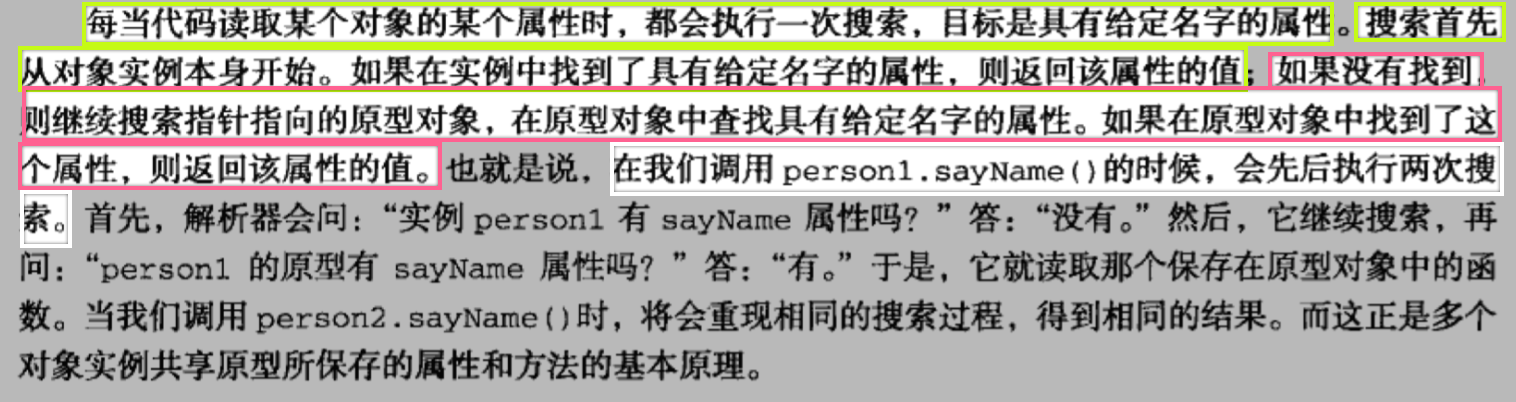 每当代码读取某个对象的某个属性时，都会执行一次搜索，目标是具有给定名字的属性。搜索首先
从对象实例本身开始。如果在实例中找到了具有给定名字的属性，则返回该属性的值；如果没有找到，
则继续搜索指针指向的原型对象，在原型对象中查找具有给定名字的属性。如果在原型对象中找到了这
个属性，则返回该属性的值。也就是说，在我们调用 person1.sayName()的时候，会先后执行两次搜
索。首先，解析器会问：“实例 person1 有 sayName 属性吗？”答：“没有。”然后，它继续搜索，再
问：“person1 的原型有 sayName 属性吗？”答：“有。”于是，它就读取那个保存在原型对象中的函
数。当我们调用 person2.sayName()时，将会重现相同的搜索过程，得到相同的结果。而这正是多个
对象实例共享原型所保存的属性和方法的基本原理。